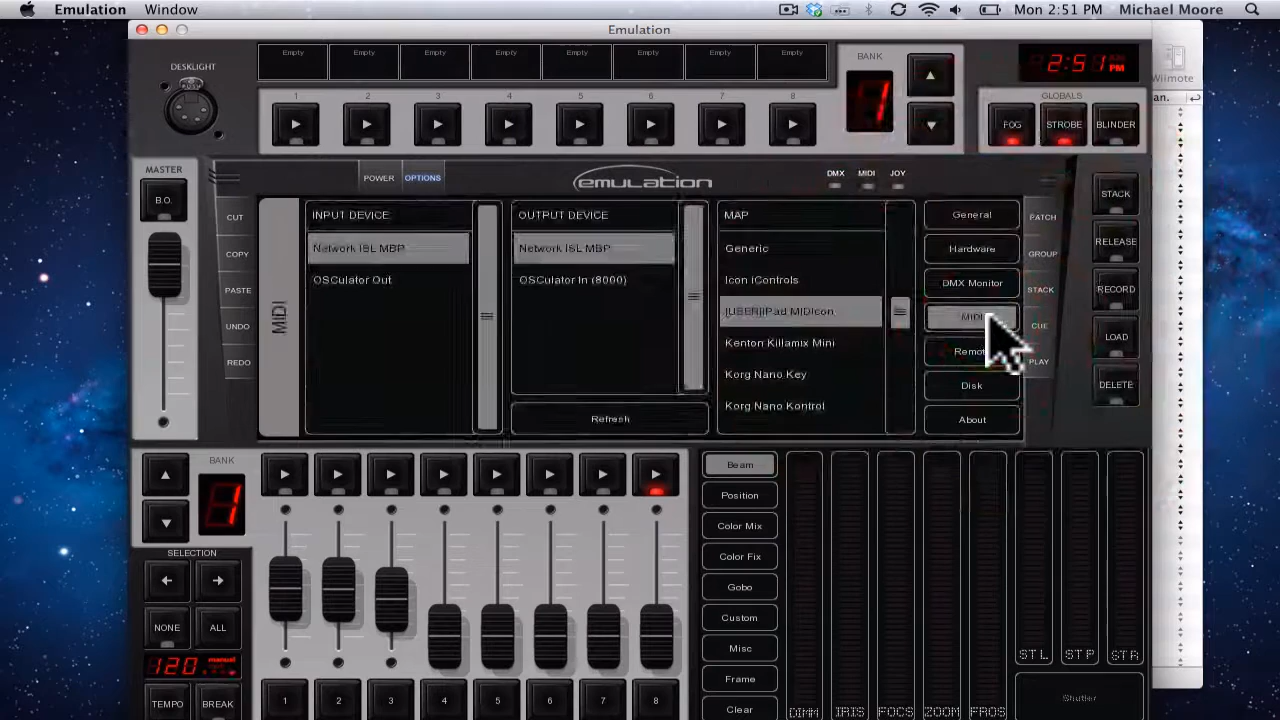 Emulation Window Mon 2:51 PM Michael Moore
Emulation
DESKLIGHT
Empty Empty Empty Empty Empty Empty Empty Empty
BANK
1
2:51 AM PM
Wiimote
an.
1 2 3 4 5 6 7 8
GLOBALS
FOG STROBE BLINDER
MASTER
B.O.
POWER OPTIONS
emulation
DMX MIDI JOY
STACK
RELEASE
RECORD
LOAD
DELETE
CUT
COPY
PASTE
UNDO
REDO
MIDI
INPUT DEVICE
Network ISL MBP
OSCulator Out
OUTPUT DEVICE
Network ISL MBP
OSCulator In (8000)
Refresh
MAP
Generic
Icon iControls
[USER]iPad MIDIcon
Kenton Killamix Mini
Korg Nano Key
Korg Nano Kontrol
General
Hardware
DMX Monitor
MIDI
Remot
Disk
About
PATCH
GROUP
STACK
CUE
PLAY
BANK
1
SELECTION
NONE ALL
120. manual
TEMPO BREAK
1 2 3 4 5 6 7 8
Beam
Position
Color Mix
Color Fix
Gobo
Custom
Misc
Frame
Clear
DIMM IRIS FOCS ZOOM FROS
STL STP STR
Shutter